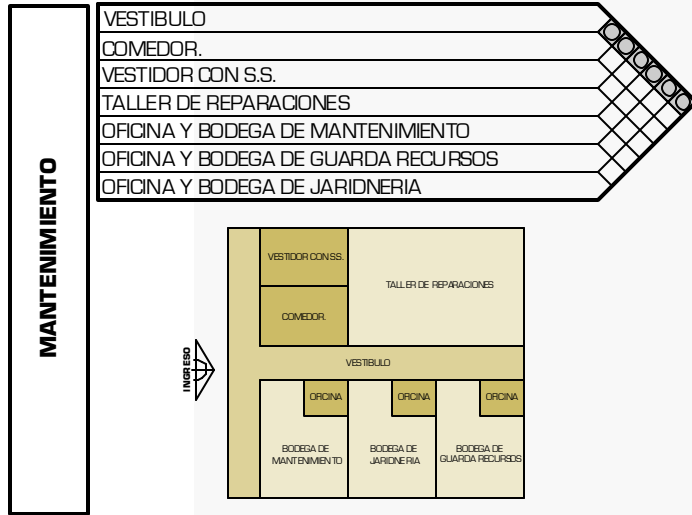 MANTENIMIENTO
VESTIBULO
COMEDOR.
VESTIDOR CON S.S.
TALLER DE REPARACIONES
OFICINA Y BODEGA DE MANTENIMIENTO
OFICINA Y BODEGA DE GUARDA RECURSOS
OFICINA Y BODEGA DE JARIDNERIA
VESTIDOR CON SS.
TALLER DE REPARACIONES
COMEDOR.
INGRESO
VESTIBULO
OFICINA
OFICINA
OFICINA
BODEGA DE
MANTENIMIENTO
BODEGA DE
JARIDNERIA
BODEGA DE
GUARDA RECURSOS